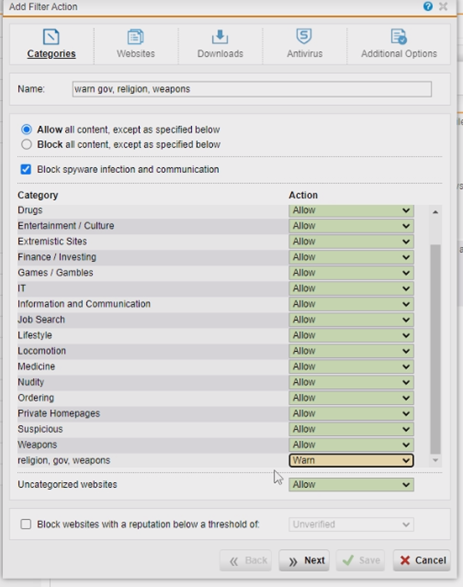 Add Filter Action
Categories
Websites
Downloads
Antivirus
Additional Options
Name: warn gov, religion, weapons
Allow all content, except as specified below
Block all content, except as specified below
Block spyware infection and communication
Category Action
Drugs Allow
Entertainment / Culture Allow
Extremistic Sites Allow
Finance / Investing Allow
Games / Gambles Allow
IT Allow
Information and Communication Allow
Job Search Allow
Lifestyle Allow
Locomotion Allow
Medicine Allow
Nudity Allow
Ordering Allow
Private Homepages Allow
Suspicious Allow
Weapons Allow
religion, gov, weapons Warn
Uncategorized websites Allow
Block websites with a reputation below a threshold of: Unverified
Back Next Save Cancel